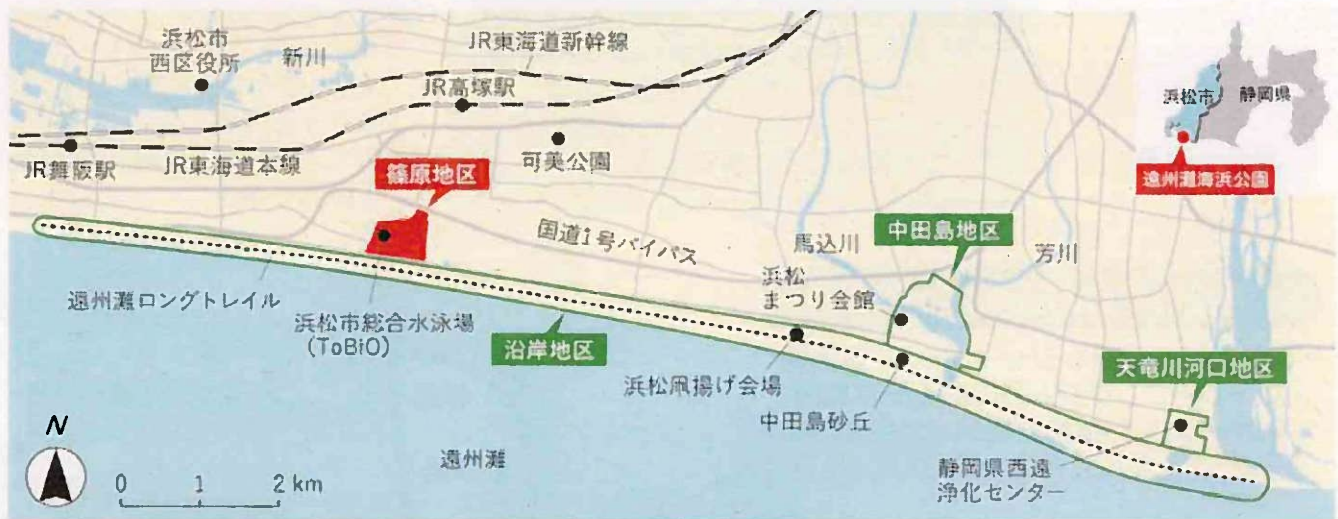 浜松市
西区役所
新川
JR東海道新幹線
JR高塚駅
浜松市
静岡県
JR舞阪駅
JR東海道本線
篠原地区
可美公園
遠州灘海浜公園
国道1号バイパス
馬込川
中田島地区
芳川
浜松
まつり会館
遠州灘ロングトレイル
浜松市総合水泳場
(ToBiO)
沿岸地区
浜松凧揚げ会場
天竜川河口地区
中田島砂丘
N
遠州灘
静岡県西遠
浄化センター
0 1 2 km